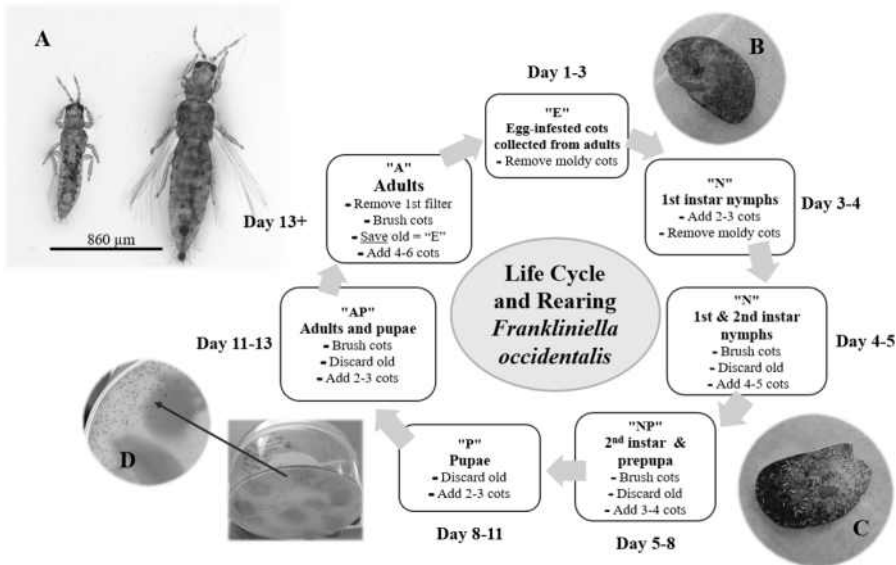 A
860 µm
B
Day 1-3
"E"
Egg-infested cots
collected from adults
- Remove moldy cots
"N"
1st instar nymphs
- Add 2-3 cots
- Remove moldy cots
Day 3-4
"N"
1st & 2nd instar
nymphs
- Brush cots
- Discard old
- Add 4-5 cots
Day 4-5
"NP"
2nd instar &
prepupa
- Brush cots
- Discard old
- Add 3-4 cots
Day 5-8
C
"P"
Pupae
- Discard old
- Add 2-3 cots
Day 8-11
D
"AP"
Adults and pupae
- Brush cots
- Discard old
- Add 2-3 cots
Day 11-13
"A"
Adults
- Remove 1st filter
- Brush cots
- Save old = “E”
- Add 4-6 cots
Day 13+
Life Cycle
and Rearing
Frankliniella
occidentalis